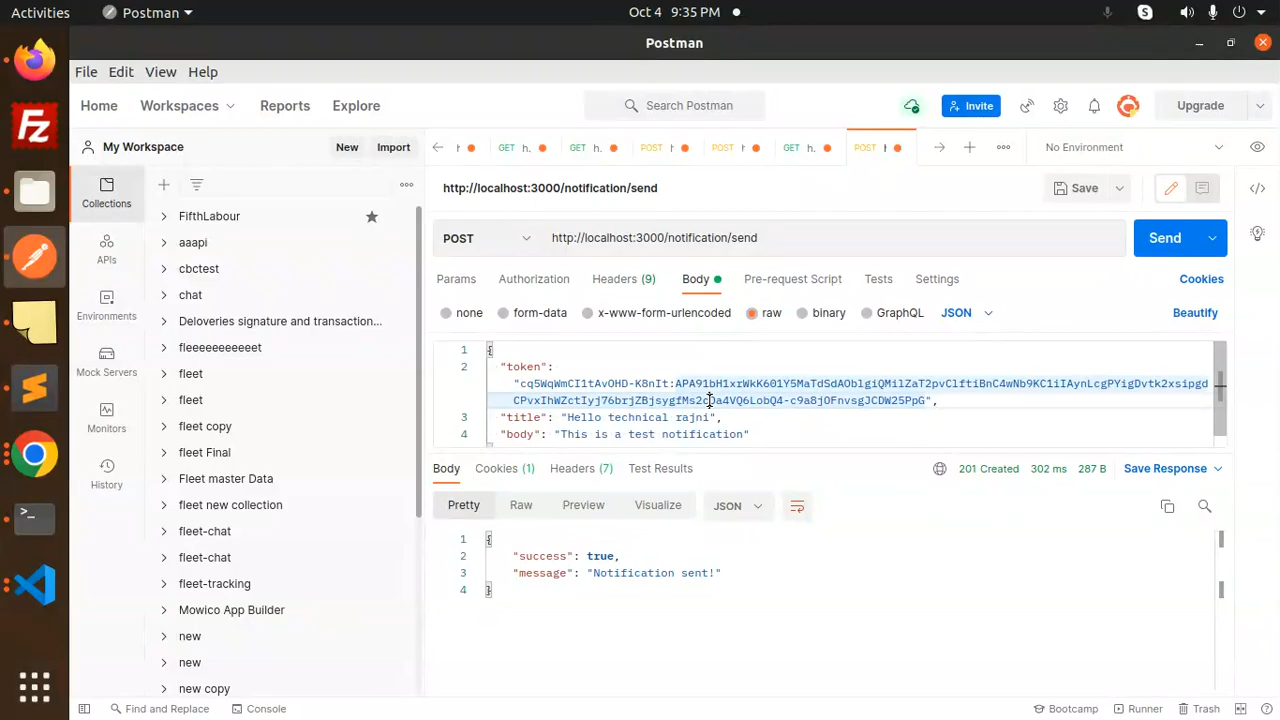 Activities Postman Oct 4 9:35 PM
Postman
File Edit View Help
Home Workspaces Reports Explore Search Postman Invite Upgrade
My Workspace New Import GET h. GET h. POST POST GET h. POST No Environment
http://localhost:3000/notification/send Save
POST http://localhost:3000/notification/send Send
Params Authorization Headers (9) Body Pre-request Script Tests Settings Cookies
none form-data x-www-form-urlencoded raw binary GraphQL JSON Beautify
Collections
APIs
Environments
Mock Servers
Monitors
History
FifthLabour
aaapi
cbctest
chat
Deloveries signature and transaction...
fleeeeeeeeeet
fleet
fleet
fleet copy
fleet Final
Fleet master Data
fleet new collection
fleet-chat
fleet-chat
fleet-tracking
Mowico App Builder
new
new
new copy
1 {
2 "token":
"cq5WqWmCI1tAvOHD-K8nIt:APA91bH1xrWkK601Y5MaTdSdAOblgiQMilZaT2pvClftiBnC4wNb9KC1iIAynLcgPYigDvtk2xsipgd
CPvxIhWZctIyj76brjZBjsygfMs2cDa4VQ6LobQ4-c9a8jOFnvsgJCDW25PpG",
3 "title": "Hello technical rajni",
4 "body": "This is a test notification"
Body Cookies (1) Headers (7) Test Results 201 Created 302 ms 287 B Save Response
Pretty Raw Preview Visualize JSON
1 {
2 "success": true,
3 "message": "Notification sent!"
4 }
Find and Replace Console Bootcamp Runner Trash